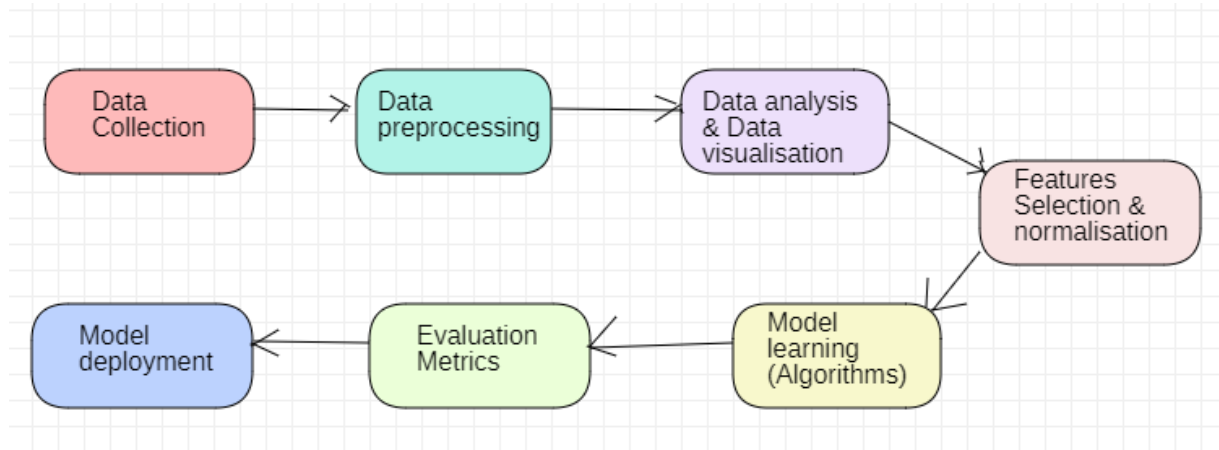 Data
Collection
Data
preprocessing
Data analysis
& Data
visualisation
Features
Selection &
normalisation
Model
learning
(Algorithms)
Evaluation
Metrics
Model
deployment